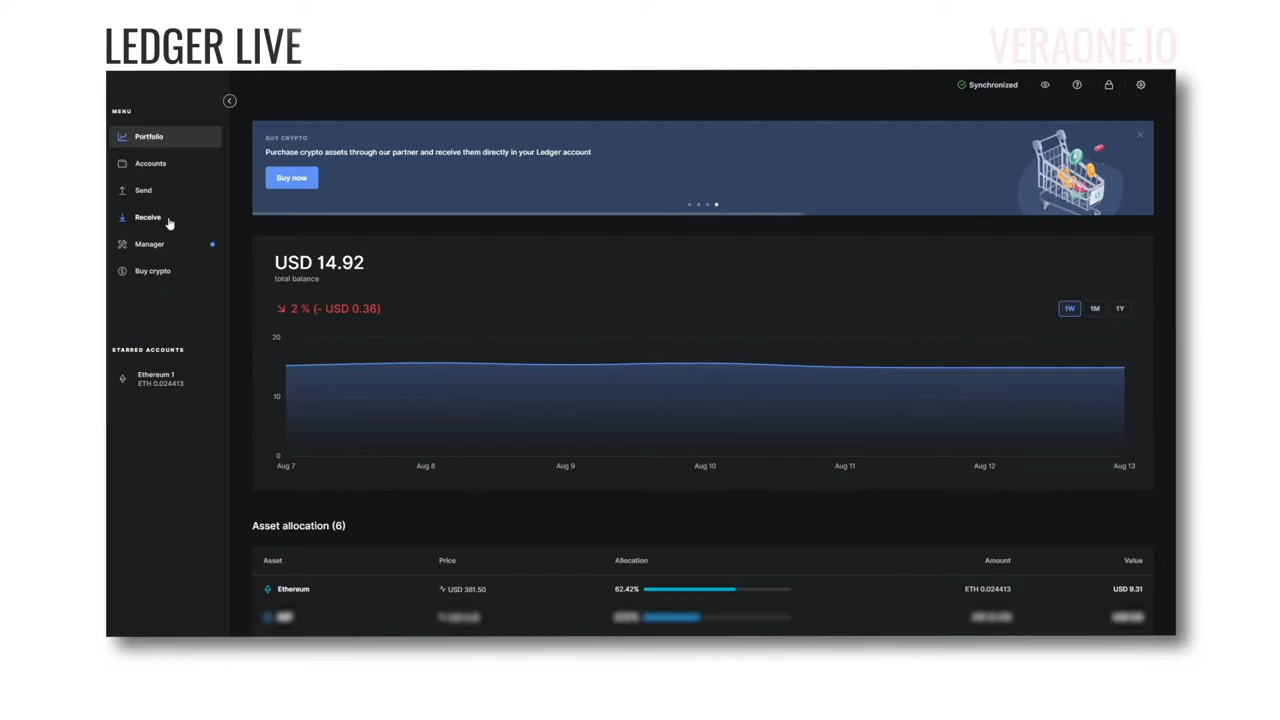 LEDGER LIVE
VERAONE.IO
Synchronized
MENU
Portfolio
Accounts
Send
Receive
Manager
Buy crypto
STARRED ACCOUNTS
Ethereum 1
ETH 0.024413
BUY CRYPTO
Purchase crypto assets through our partner and receive them directly in your Ledger account
Buy now
USD 14.92
total balance
2 % (- USD 0.36)
1W 1M 1Y
20
10
0
Aug 7 Aug 8 Aug 9 Aug 10 Aug 11 Aug 12 Aug 13
Asset allocation (6)
Asset Price Allocation Amount Value
Ethereum USD 381.50 62.42% ETH 0.024413 USD 9.31